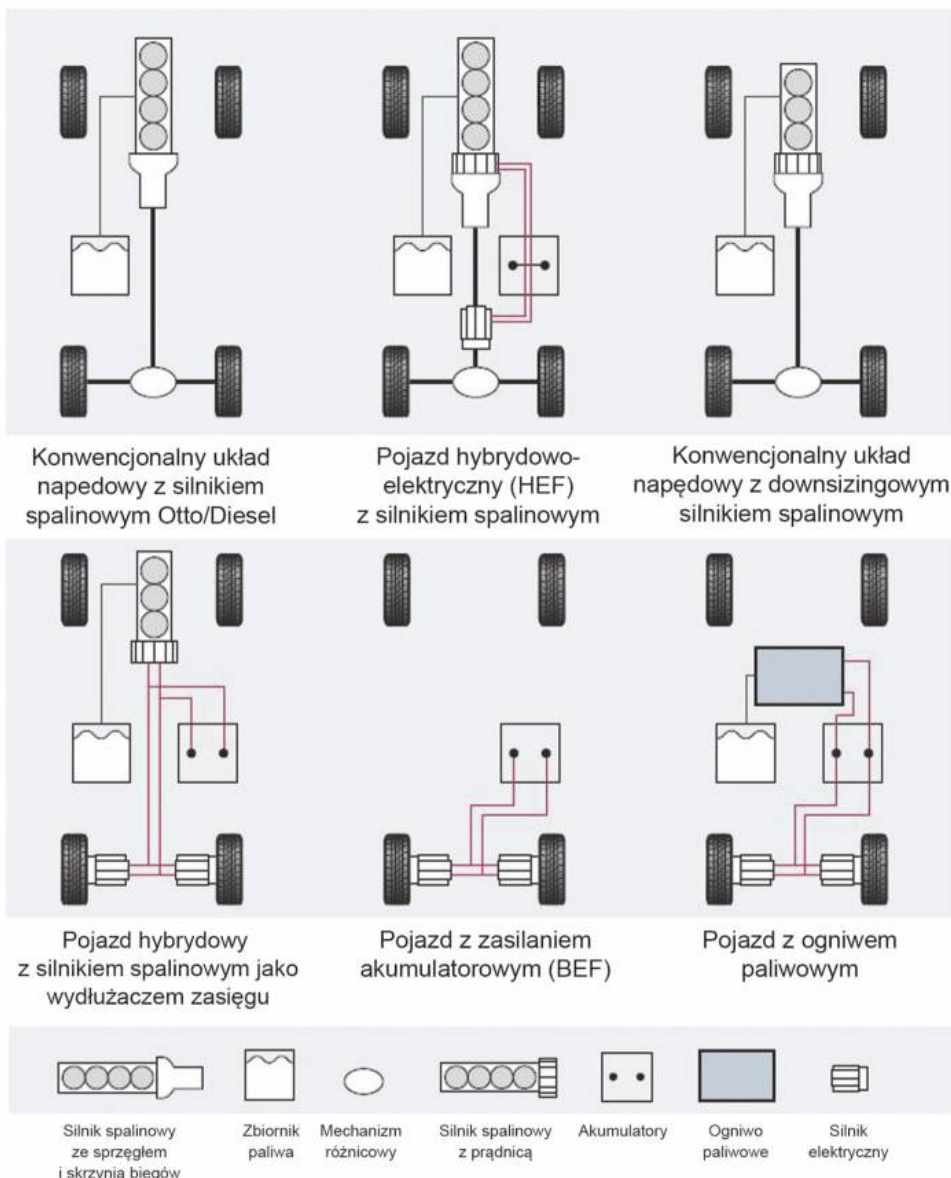 Konwencjonalny układ
napedowy z silnikiem
spalinowym Otto/Diesel
Pojazd hybrydowo-
elektryczny (HEF)
z silnikiem spalinowym
Konwencjonalny układ
napędowy z downsizingowym
silnikiem spalinowym
Pojazd hybrydowy
z silnikiem spalinowym jako
wydłużaczem zasięgu
Pojazd z zasilaniem
akumulatorowym (BEF)
Pojazd z ogniwem
paliwowym
Silnik spalinowy
ze sprzęgłem
i skrzynią biegów
Zbiornik
paliwa
Mechanizm
różnicowy
Silnik spalinowy
z prądnicą
Akumulatory
Ogniwo
paliwowe
Silnik
elektryczny